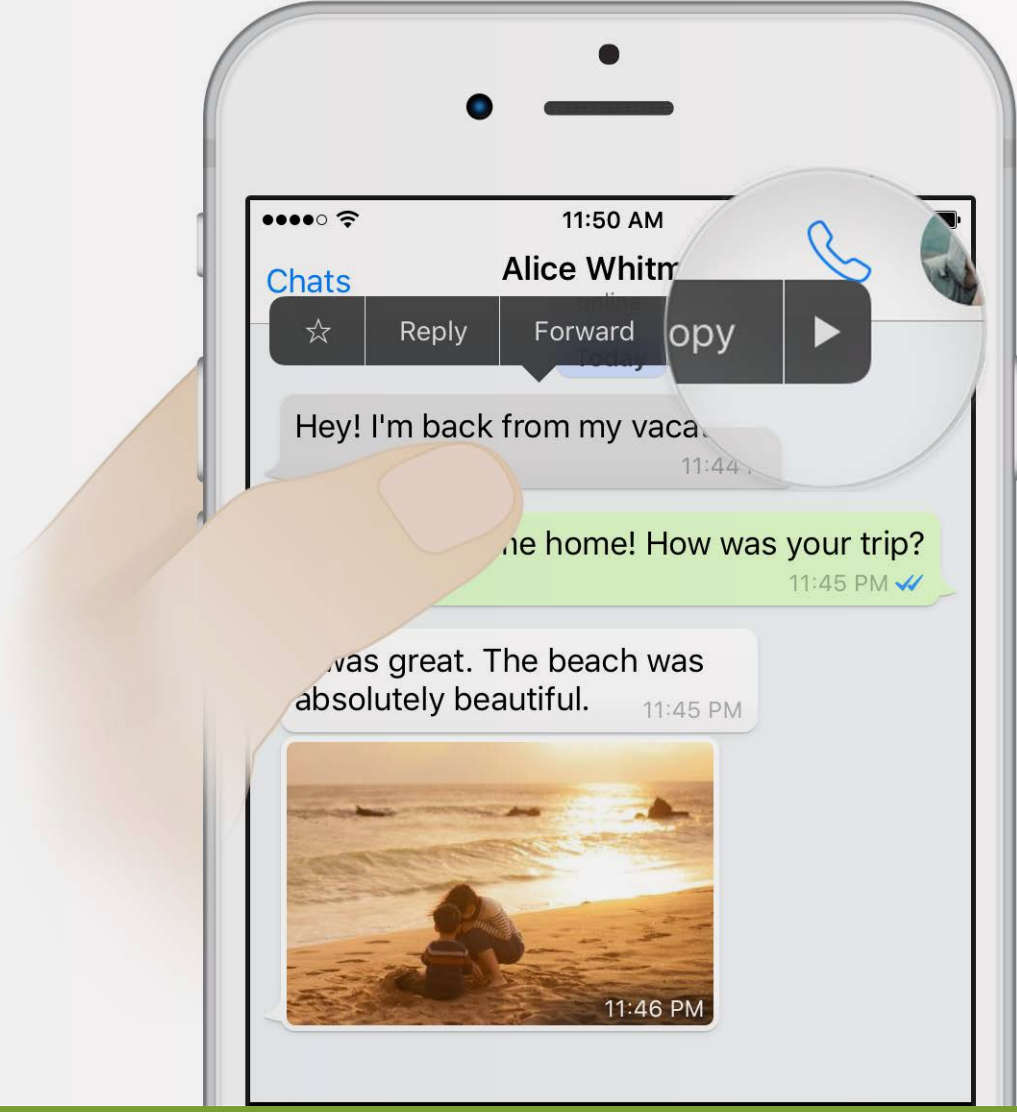 11:50 AM
Chats
Alice Whitm
online
Reply
Forward
opy
Today
Hey! I'm back from my vaca
11:44
me home! How was your trip?
11:45 PM
was great. The beach was
absolutely beautiful.
11:45 PM
11:46 PM